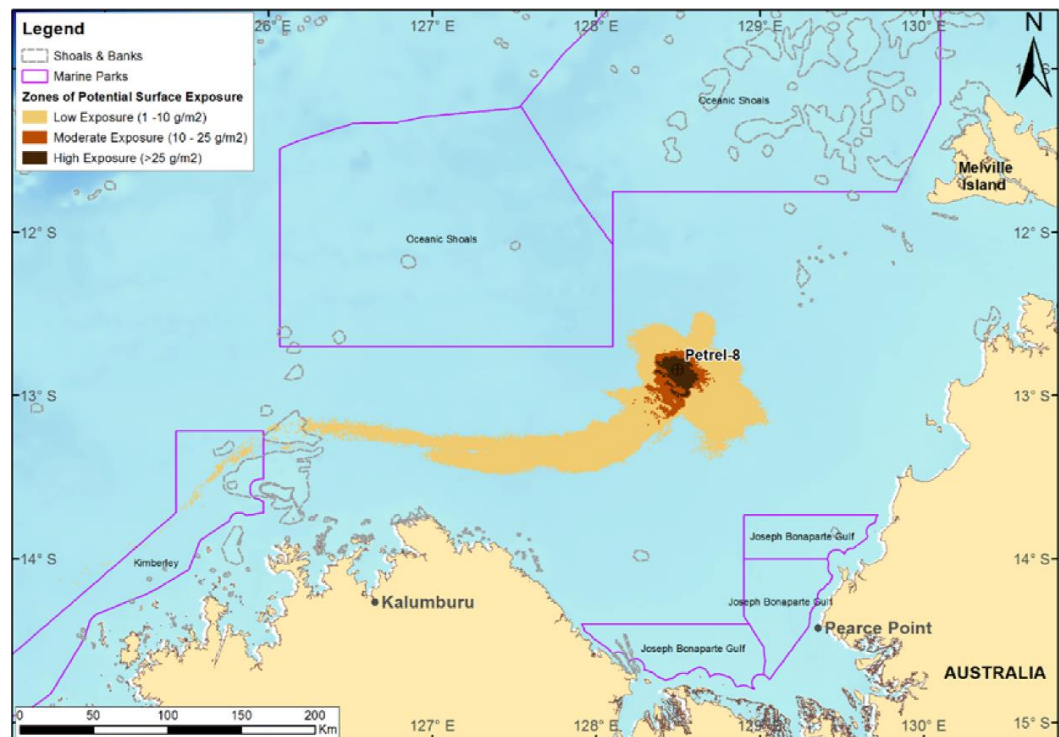 Legend
Shoals & Banks
Marine Parks
Zones of Potential Surface Exposure
Low Exposure (1 -10 g/m2)
Moderate Exposure (10 - 25 g/m2)
High Exposure (>25 g/m2)
26°E
127°E
128°E
129°E
130°E
N
Oceanic Shoals
Melville
Island
12°S
Oceanic Shoals
12°S
Petrel-8
13°S
13°S
Joseph Bonaparte Gulf
14°S
Kimberley
14°S
Joseph Bonaparte Gulf
Kalumburu
Pearce Point
Joseph Bonaparte Gulf
AUSTRALIA
0 50 100 150 200
Km
127°E
128°E
129°E
130°E
15°S